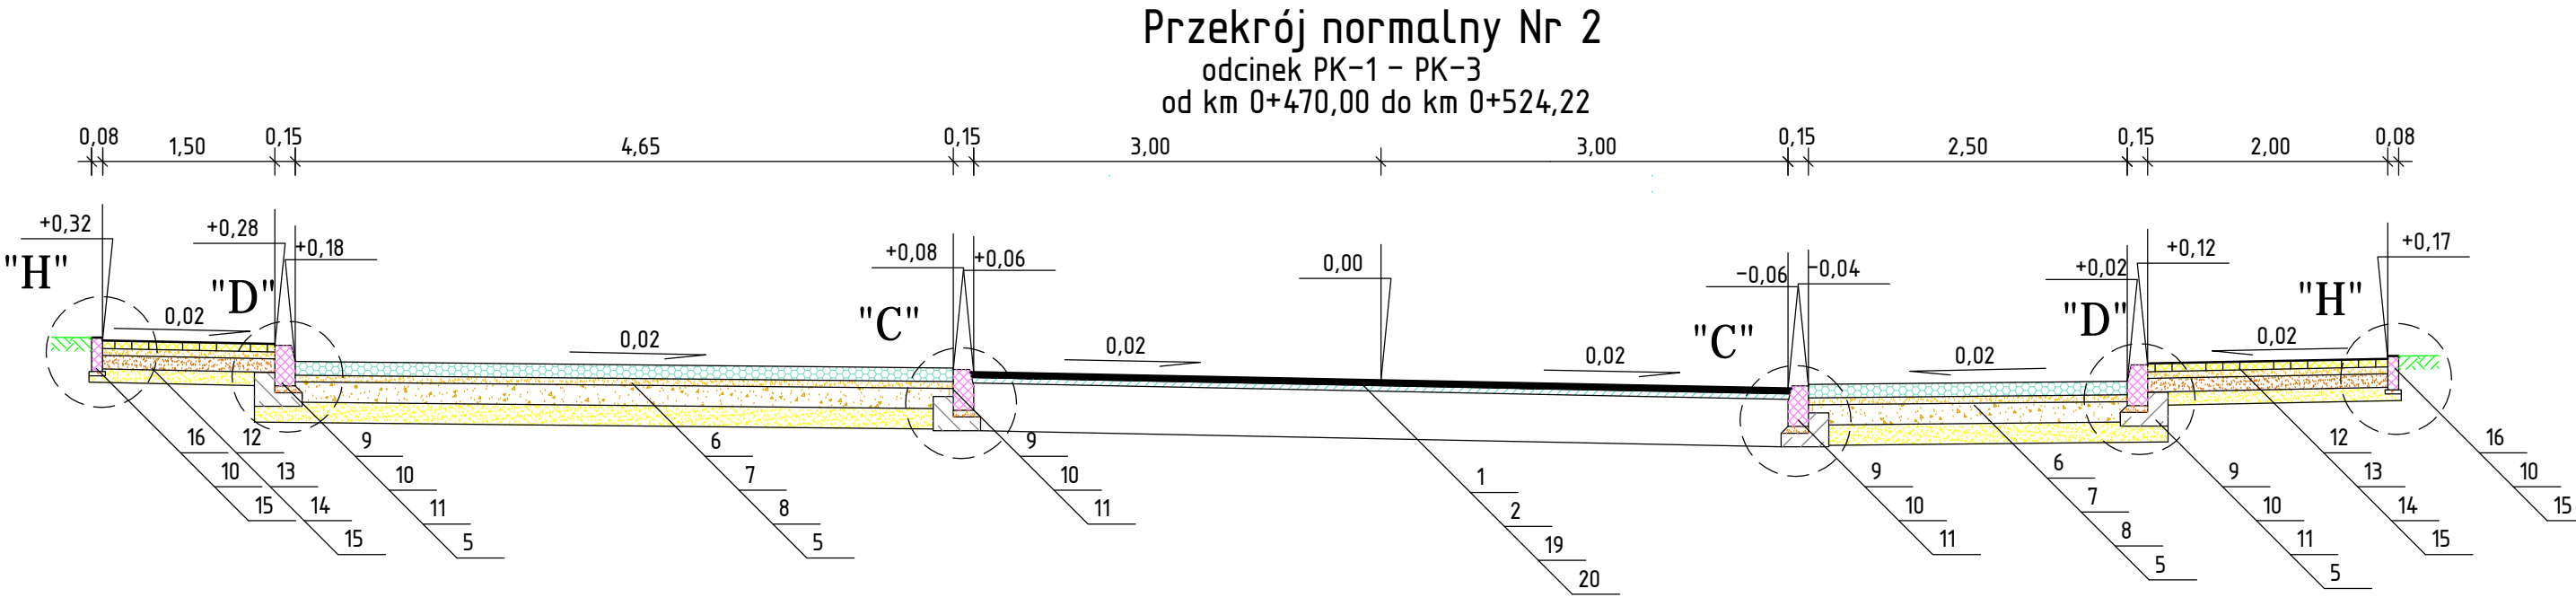 Przekrój normalny Nr 2
odcinek PK-1 - PK-3
od km 0+470,00 do km 0+524,22
0,08 1,50 0,15 4,65 0,15 3,00 3,00 0,15 2,50 0,15 2,00 0,08
+0,32 +0,28 +0,18 +0,08 +0,06 0,00 -0,06 -0,04 +0,02 +0,12 +0,17
"H" "D" "C" "C" "D" "H"
0,02 0,02 0,02 0,02 0,02 0,02
16 12 9 6 9 1 9 6 9 12 16
10 13 10 7 10 2 10 7 10 13 10
15 14 11 8 11 19 11 8 11 14 15
15 5 5 20 5 5 15